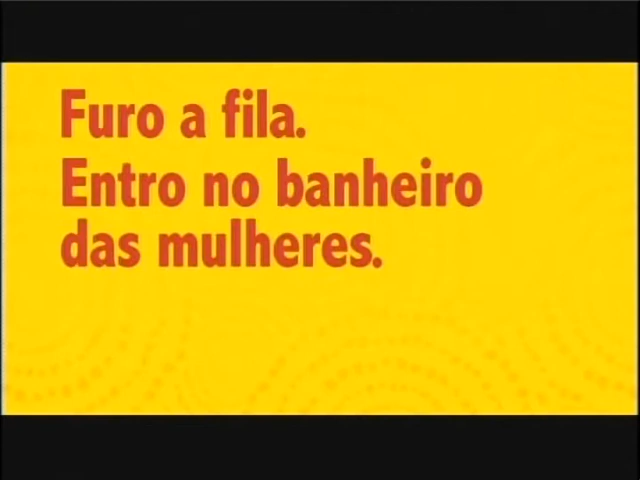 Furo a fila.
Entro no banheiro
das mulheres.